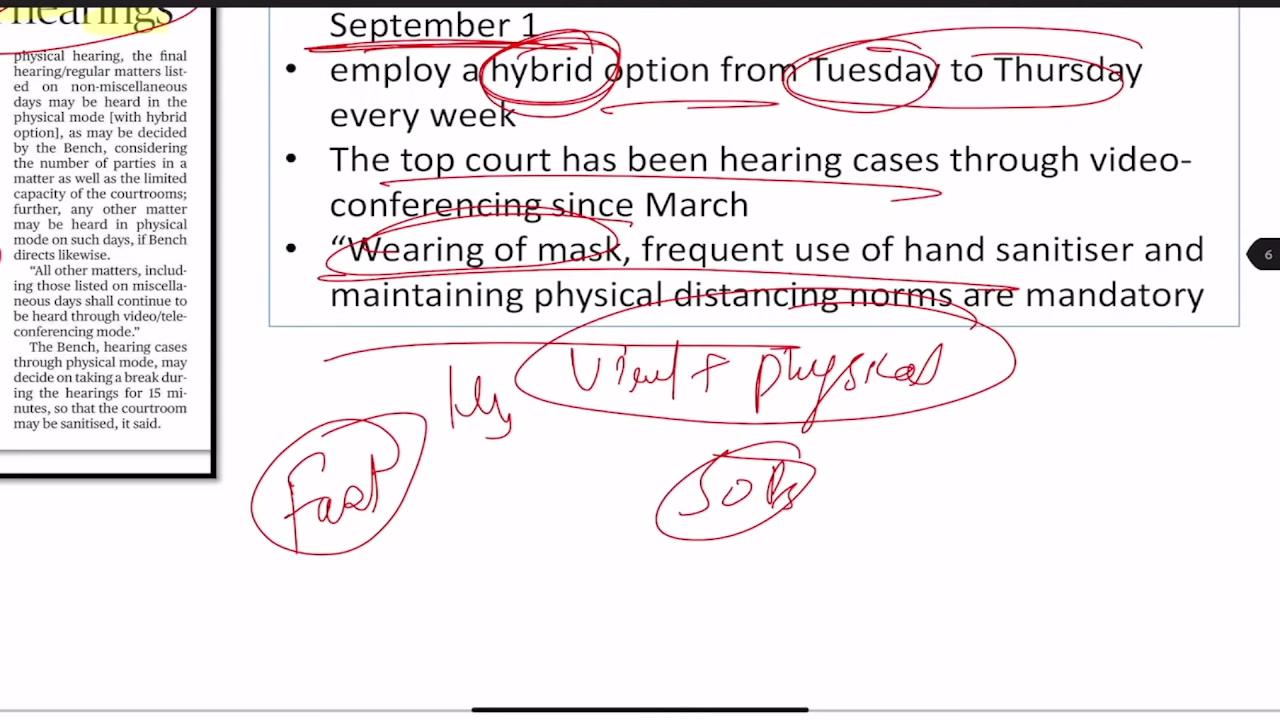 hearings
physical hearing, the final
hearing/regular matters list-
ed on non-miscellaneous
days may be heard in the
physical mode [with hybrid
option], as may be decided
by the Bench, considering
the number of parties in a
matter as well as the limited
capacity of the courtrooms;
further, any other matter
may be heard in physical
mode on such days, if Bench
directs likewise.
“All other matters, includ-
ing those listed on miscella-
neous days shall continue to
be heard through video/tele-
conferencing mode.”
The Bench, hearing cases
through physical mode, may
decide on taking a break dur-
ing the hearings for 15 mi-
nutes, so that the courtroom
may be sanitised, it said.
September 1
• employ a hybrid option from Tuesday to Thursday
every week
• The top court has been hearing cases through video-
conferencing since March
• “Wearing of mask, frequent use of hand sanitiser and
maintaining physical distancing norms are mandatory
+ physical
Fast
SOPs
6